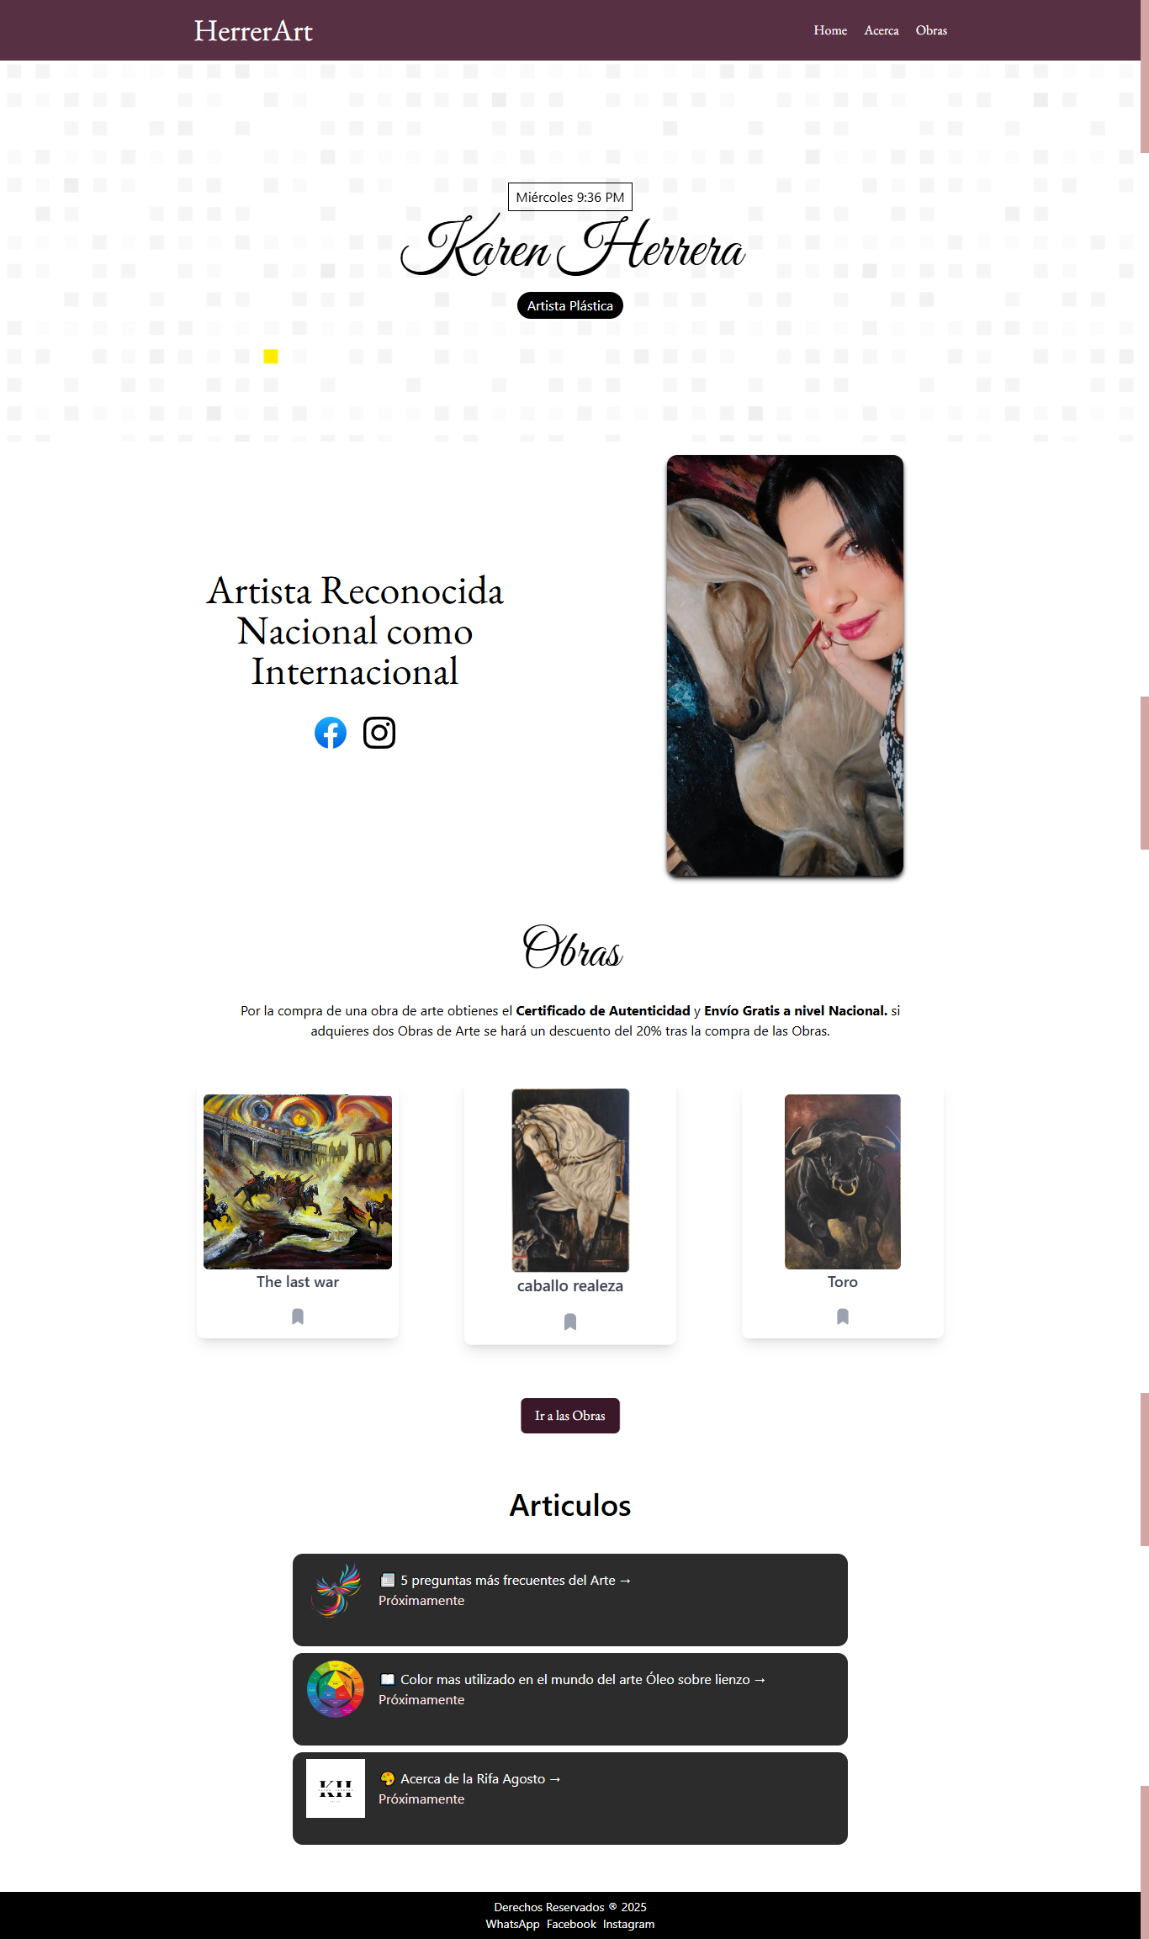 HerrerArt
Home Acerca Obras
Miércoles 9:36 PM
Karen Herrera
Artista Plástica
Artista Reconocida
Nacional como
Internacional
Obras
Por la compra de una obra de arte obtienes el Certificado de Autenticidad y Envío Gratis a nivel Nacional. si
adquieres dos Obras de Arte se hará un descuento del 20% tras la compra de las Obras.
The last war
caballo realeza
Toro
Ir a las Obras
Articulos
📰 5 preguntas más frecuentes del Arte →
Próximamente
📖 Color mas utilizado en el mundo del arte Óleo sobre lienzo →
Próximamente
KH
🎨 Acerca de la Rifa Agosto →
Próximamente
Derechos Reservados ® 2025
WhatsApp Facebook Instagram